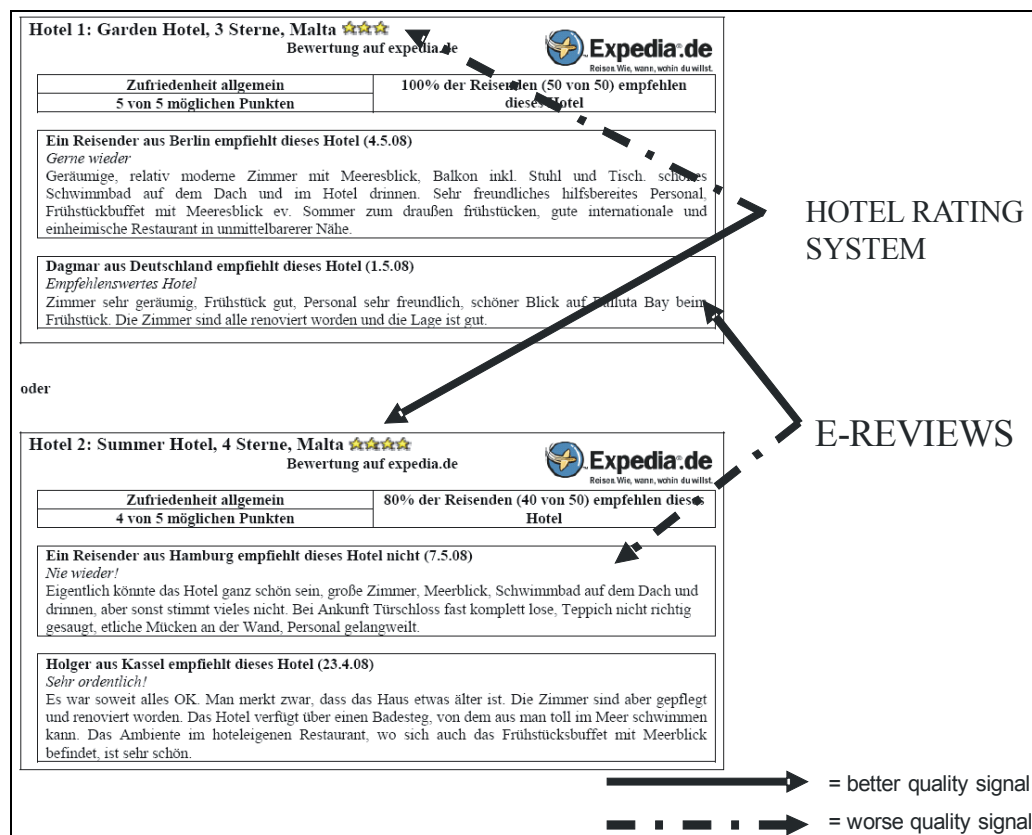 Hotel 1: Garden Hotel, 3 Sterne, Malta
Bewertung auf expedia.de
Expedia.de
Reisen. Wie, wann, wohin du willst.
Zufriedenheit allgemein
5 von 5 möglichen Punkten
100% der Reisenden (50 von 50) empfehlen
dieses Hotel
Ein Reisender aus Berlin empfiehlt dieses Hotel (4.5.08)
Gerne wieder
Geräumige, relativ moderne Zimmer mit Meeresblick, Balkon inkl. Stuhl und Tisch. schönes
Schwimmbad auf dem Dach und im Hotel drinnen. Sehr freundliches hilfsbereites Personal,
Frühstückbuffet mit Meeresblick ev. Sommer zum draußen frühstücken, gute internationale und
einheimische Restaurant in unmittelbarerer Nähe.
Dagmar aus Deutschland empfiehlt dieses Hotel (1.5.08)
Empfehlenswertes Hotel
Zimmer sehr geräumig, Frühstück gut, Personal sehr freundlich, schöner Blick auf Balluta Bay beim
Frühstück. Die Zimmer sind alle renoviert worden und die Lage ist gut.
HOTEL RATING
SYSTEM
oder
E-REVIEWS
Hotel 2: Summer Hotel, 4 Sterne, Malta
Bewertung auf expedia.de
Expedia.de
Reisen. Wie, wann, wohin du willst.
Zufriedenheit allgemein
4 von 5 möglichen Punkten
80% der Reisenden (40 von 50) empfehlen dieses
Hotel
Ein Reisender aus Hamburg empfiehlt dieses Hotel nicht (7.5.08)
Nie wieder!
Eigentlich könnte das Hotel ganz schön sein, große Zimmer, Meerblick, Schwimmbad auf dem Dach und
drinnen, aber sonst stimmt vieles nicht. Bei Ankunft Türschloss fast komplett lose, Teppich nicht richtig
gesaugt, etliche Mücken an der Wand, Personal gelangweilt.
Holger aus Kassel empfiehlt dieses Hotel (23.4.08)
Sehr ordentlich!
Es war soweit alles OK. Man merkt zwar, dass das Haus etwas älter ist. Die Zimmer sind aber gepflegt
und renoviert worden. Das Hotel verfügt über einen Badesteg, von dem aus man toll im Meer schwimmen
kann. Das Ambiente im hoteleigenen Restaurant, wo sich auch das Frühstücksbuffet mit Meerblick
befindet, ist sehr schön.
= better quality signal
= worse quality signal